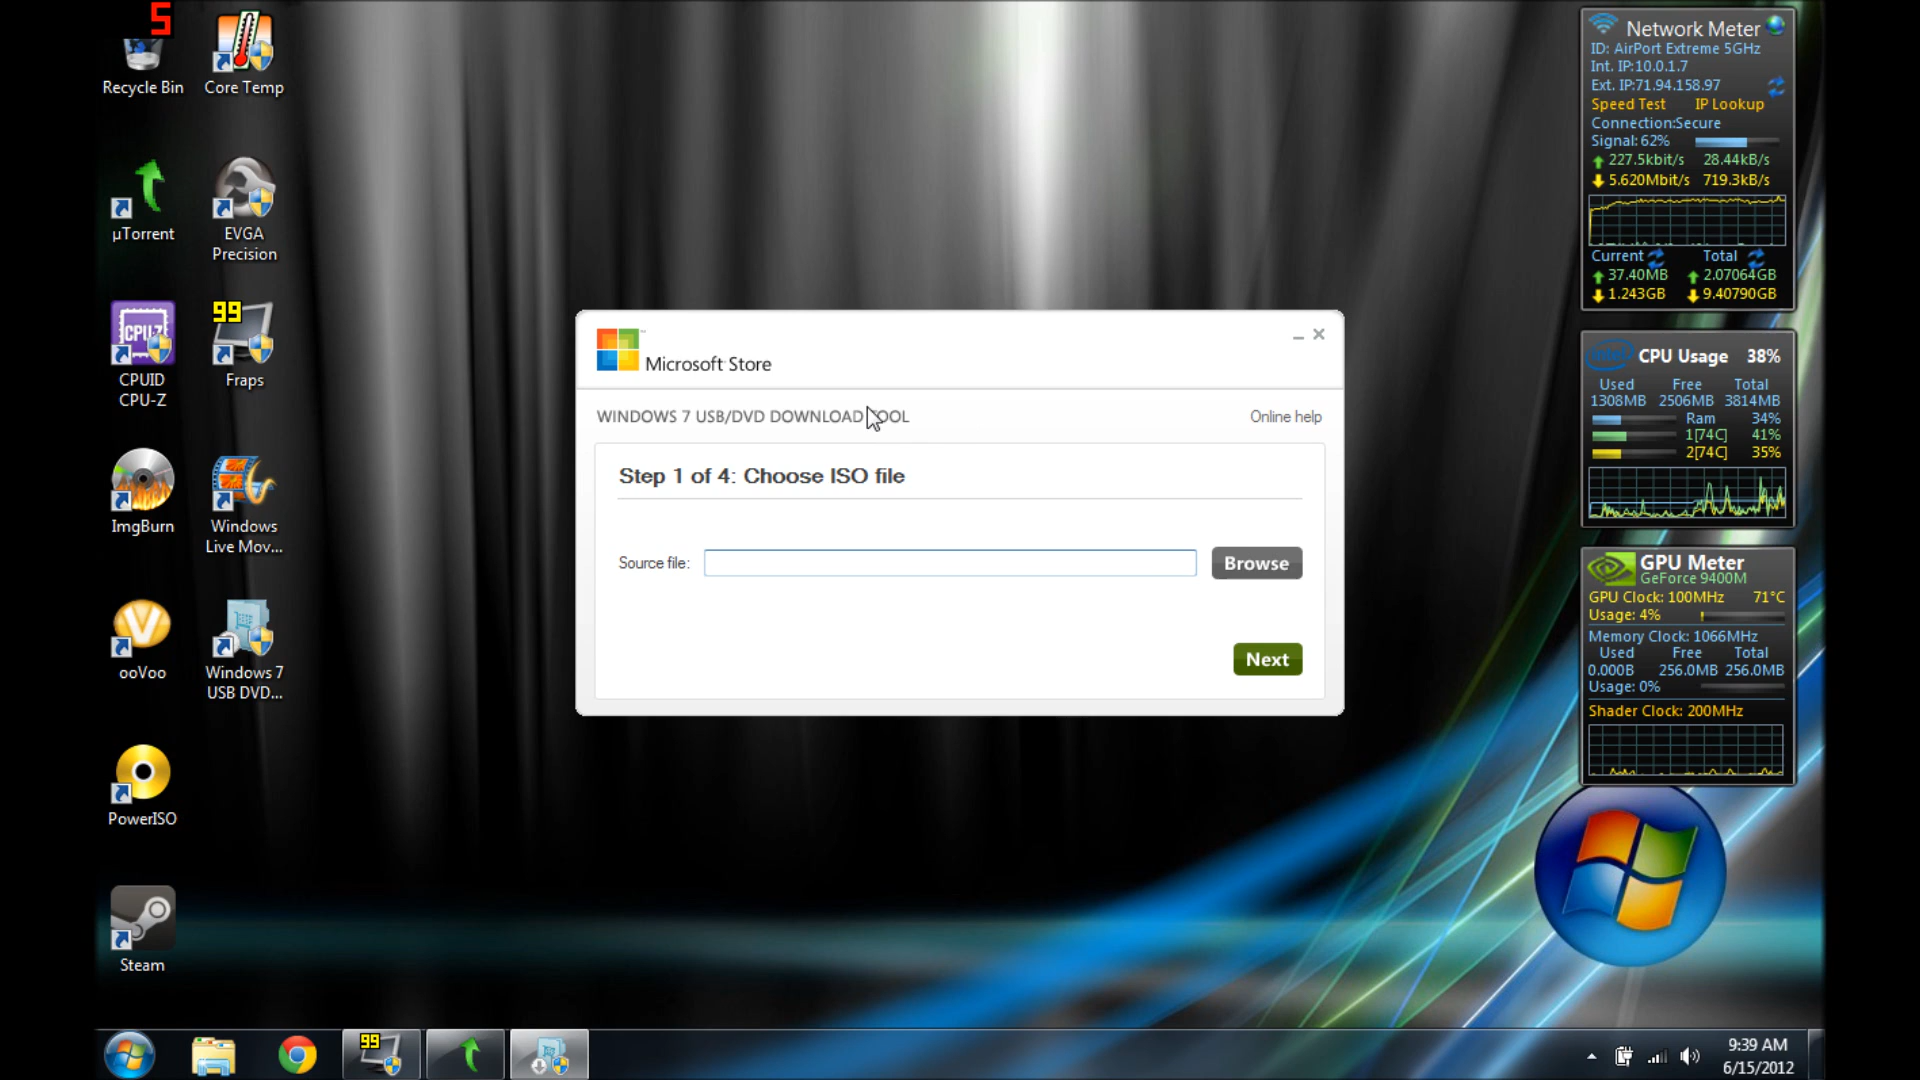 5
Recycle Bin
Core Temp
µTorrent
EVGA
Precision
CPU-Z
CPUID
CPU-Z
99
Fraps
ImgBurn
Windows
Live Mov...
ooVoo
Windows 7
USB DVD...
PowerISO
Steam
Microsoft Store
WINDOWS 7 USB/DVD DOWNLOAD TOOL
Online help
Step 1 of 4: Choose ISO file
Source file:
Browse
Next
Network Meter
ID: AirPort Extreme 5GHz
Int. IP:10.0.1.7
Ext. IP:71.94.158.97
Speed Test IP Lookup
Connection:Secure
Signal: 62%
227.5kbit/s 28.44kB/s
5.620Mbit/s 719.3kB/s
Current Total
37.40MB 2.07064GB
1.243GB 9.40790GB
intel CPU Usage 38%
Used Free Total
1308MB 2506MB 3814MB
Ram 34%
1[74C] 41%
2[74C] 35%
GPU Meter
GeForce 9400M
GPU Clock: 100MHz 71°C
Usage: 4%
Memory Clock: 1066MHz
Used Free Total
0.000B 256.0MB 256.0MB
Usage: 0%
Shader Clock: 200MHz
99
9:39 AM
6/15/2012